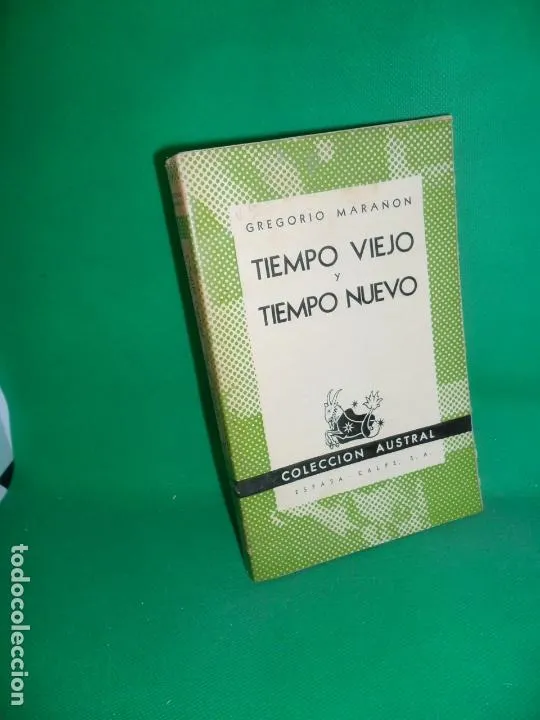 GREGORIO MARAÑON
TIEMPO VIEJO
y
TIEMPO NUEVO
COLECCION AUSTRAL
ESPASA CALPE, S.A.
todocoleccion